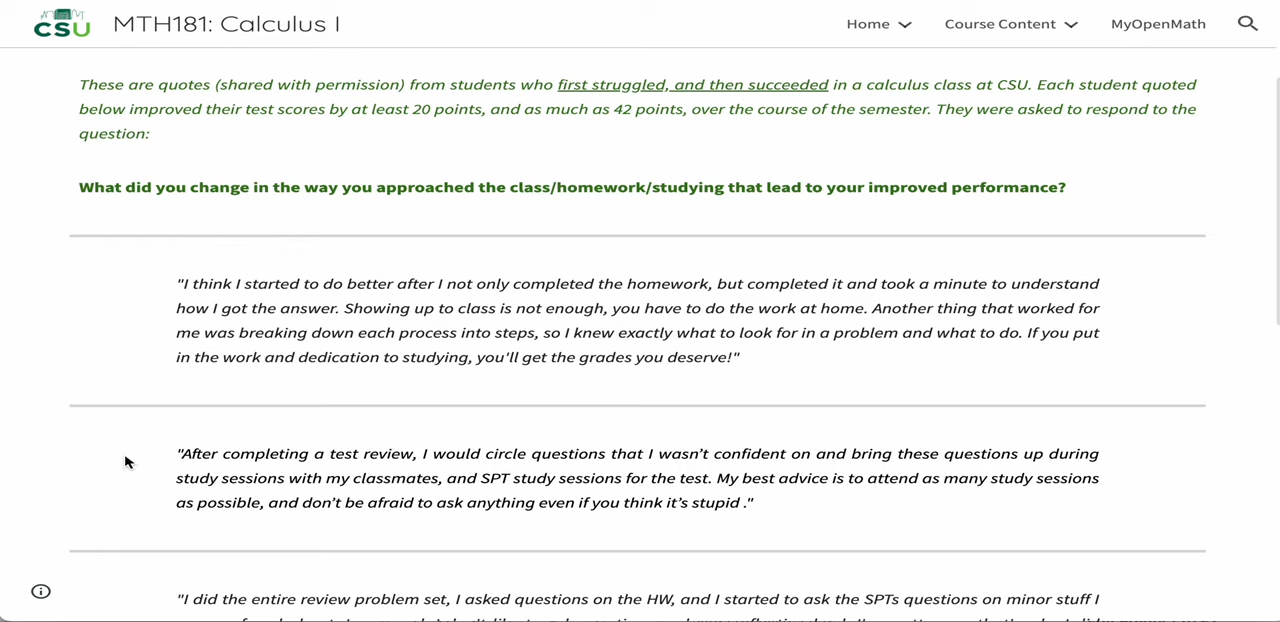 CSU MTH181: Calculus I Home Course Content MyOpenMath
These are quotes (shared with permission) from students who first struggled, and then succeeded in a calculus class at CSU. Each student quoted
below improved their test scores by at least 20 points, and as much as 42 points, over the course of the semester. They were asked to respond to the
question:
What did you change in the way you approached the class/homework/studying that lead to your improved performance?
"I think I started to do better after I not only completed the homework, but completed it and took a minute to understand
how I got the answer. Showing up to class is not enough, you have to do the work at home. Another thing that worked for
me was breaking down each process into steps, so I knew exactly what to look for in a problem and what to do. If you put
in the work and dedication to studying, you'll get the grades you deserve!"
"After completing a test review, I would circle questions that I wasn’t confident on and bring these questions up during
study sessions with my classmates, and SPT study sessions for the test. My best advice is to attend as many study sessions
as possible, and don’t be afraid to ask anything even if you think it’s stupid ."
"I did the entire review problem set, I asked questions on the HW, and I started to ask the SPTs questions on minor stuff I